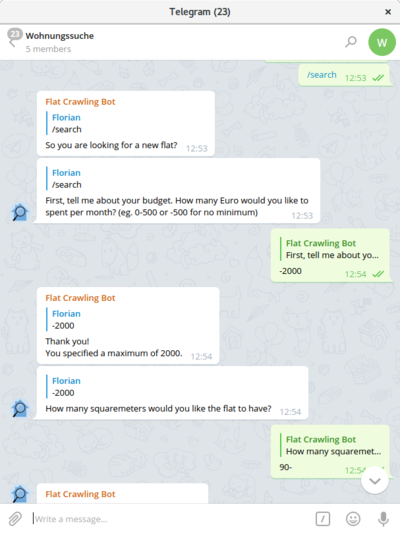 Telegram (23)
×
23
Wohnungssuche
5 members
W
/search
12:53
Flat Crawling Bot
Florian
/search
So you are looking for a new flat?
12:53
Florian
/search
First, tell me about your budget. How many Euro would you like to
spent per month? (eg. 0-500 or -500 for no minimum)
12:53
Flat Crawling Bot
First, tell me about yo...
-2000
12:54
Flat Crawling Bot
Florian
-2000
Thank you!
You specified a maximum of 2000.
12:54
Florian
-2000
How many squaremeters would you like the flat to have?
12:54
Flat Crawling Bot
How many squaremet...
90-
12:54
Flat Crawling Bot
Write a message...